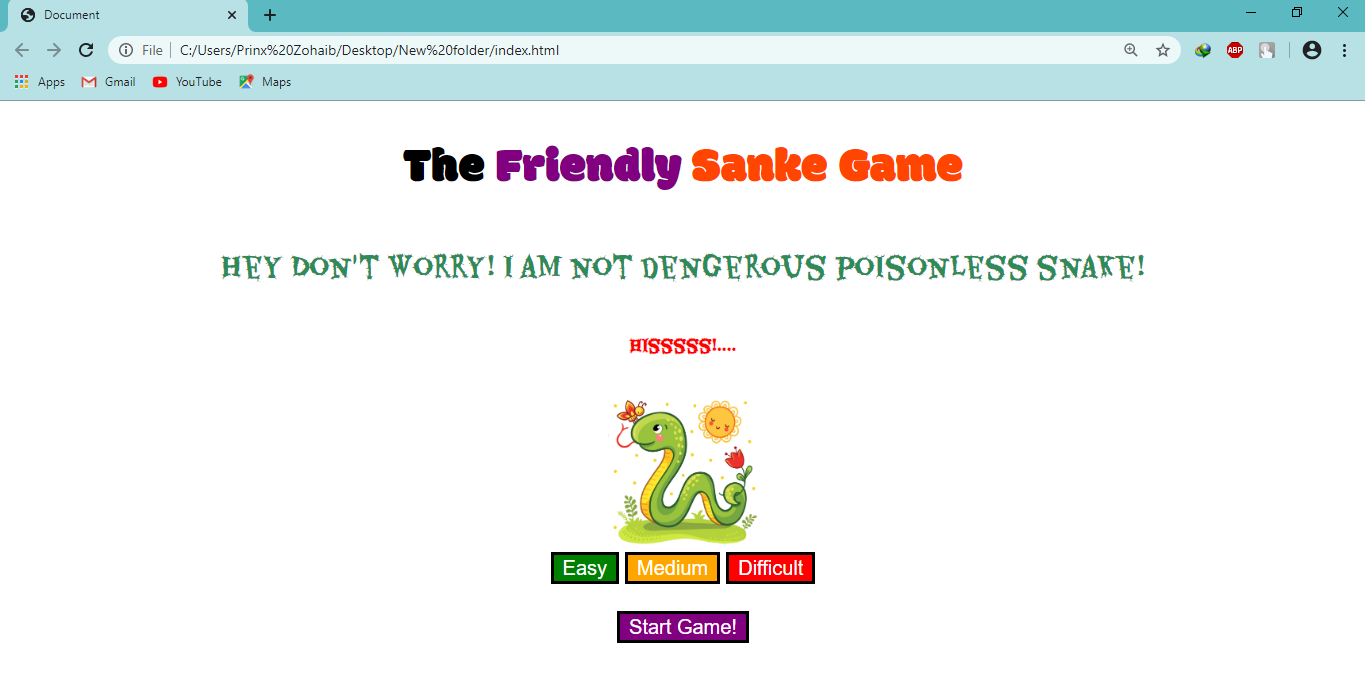 Document
File C:/Users/Prinx%20Zohaib/Desktop/New%20folder/index.html
ABP
Apps Gmail YouTube Maps
The Friendly Sanke Game
HEY DON'T WORRY! I AM NOT DENGEROUS POISONLESS SNAKE!
HISSSSS!....
Easy Medium Difficult
Start Game!